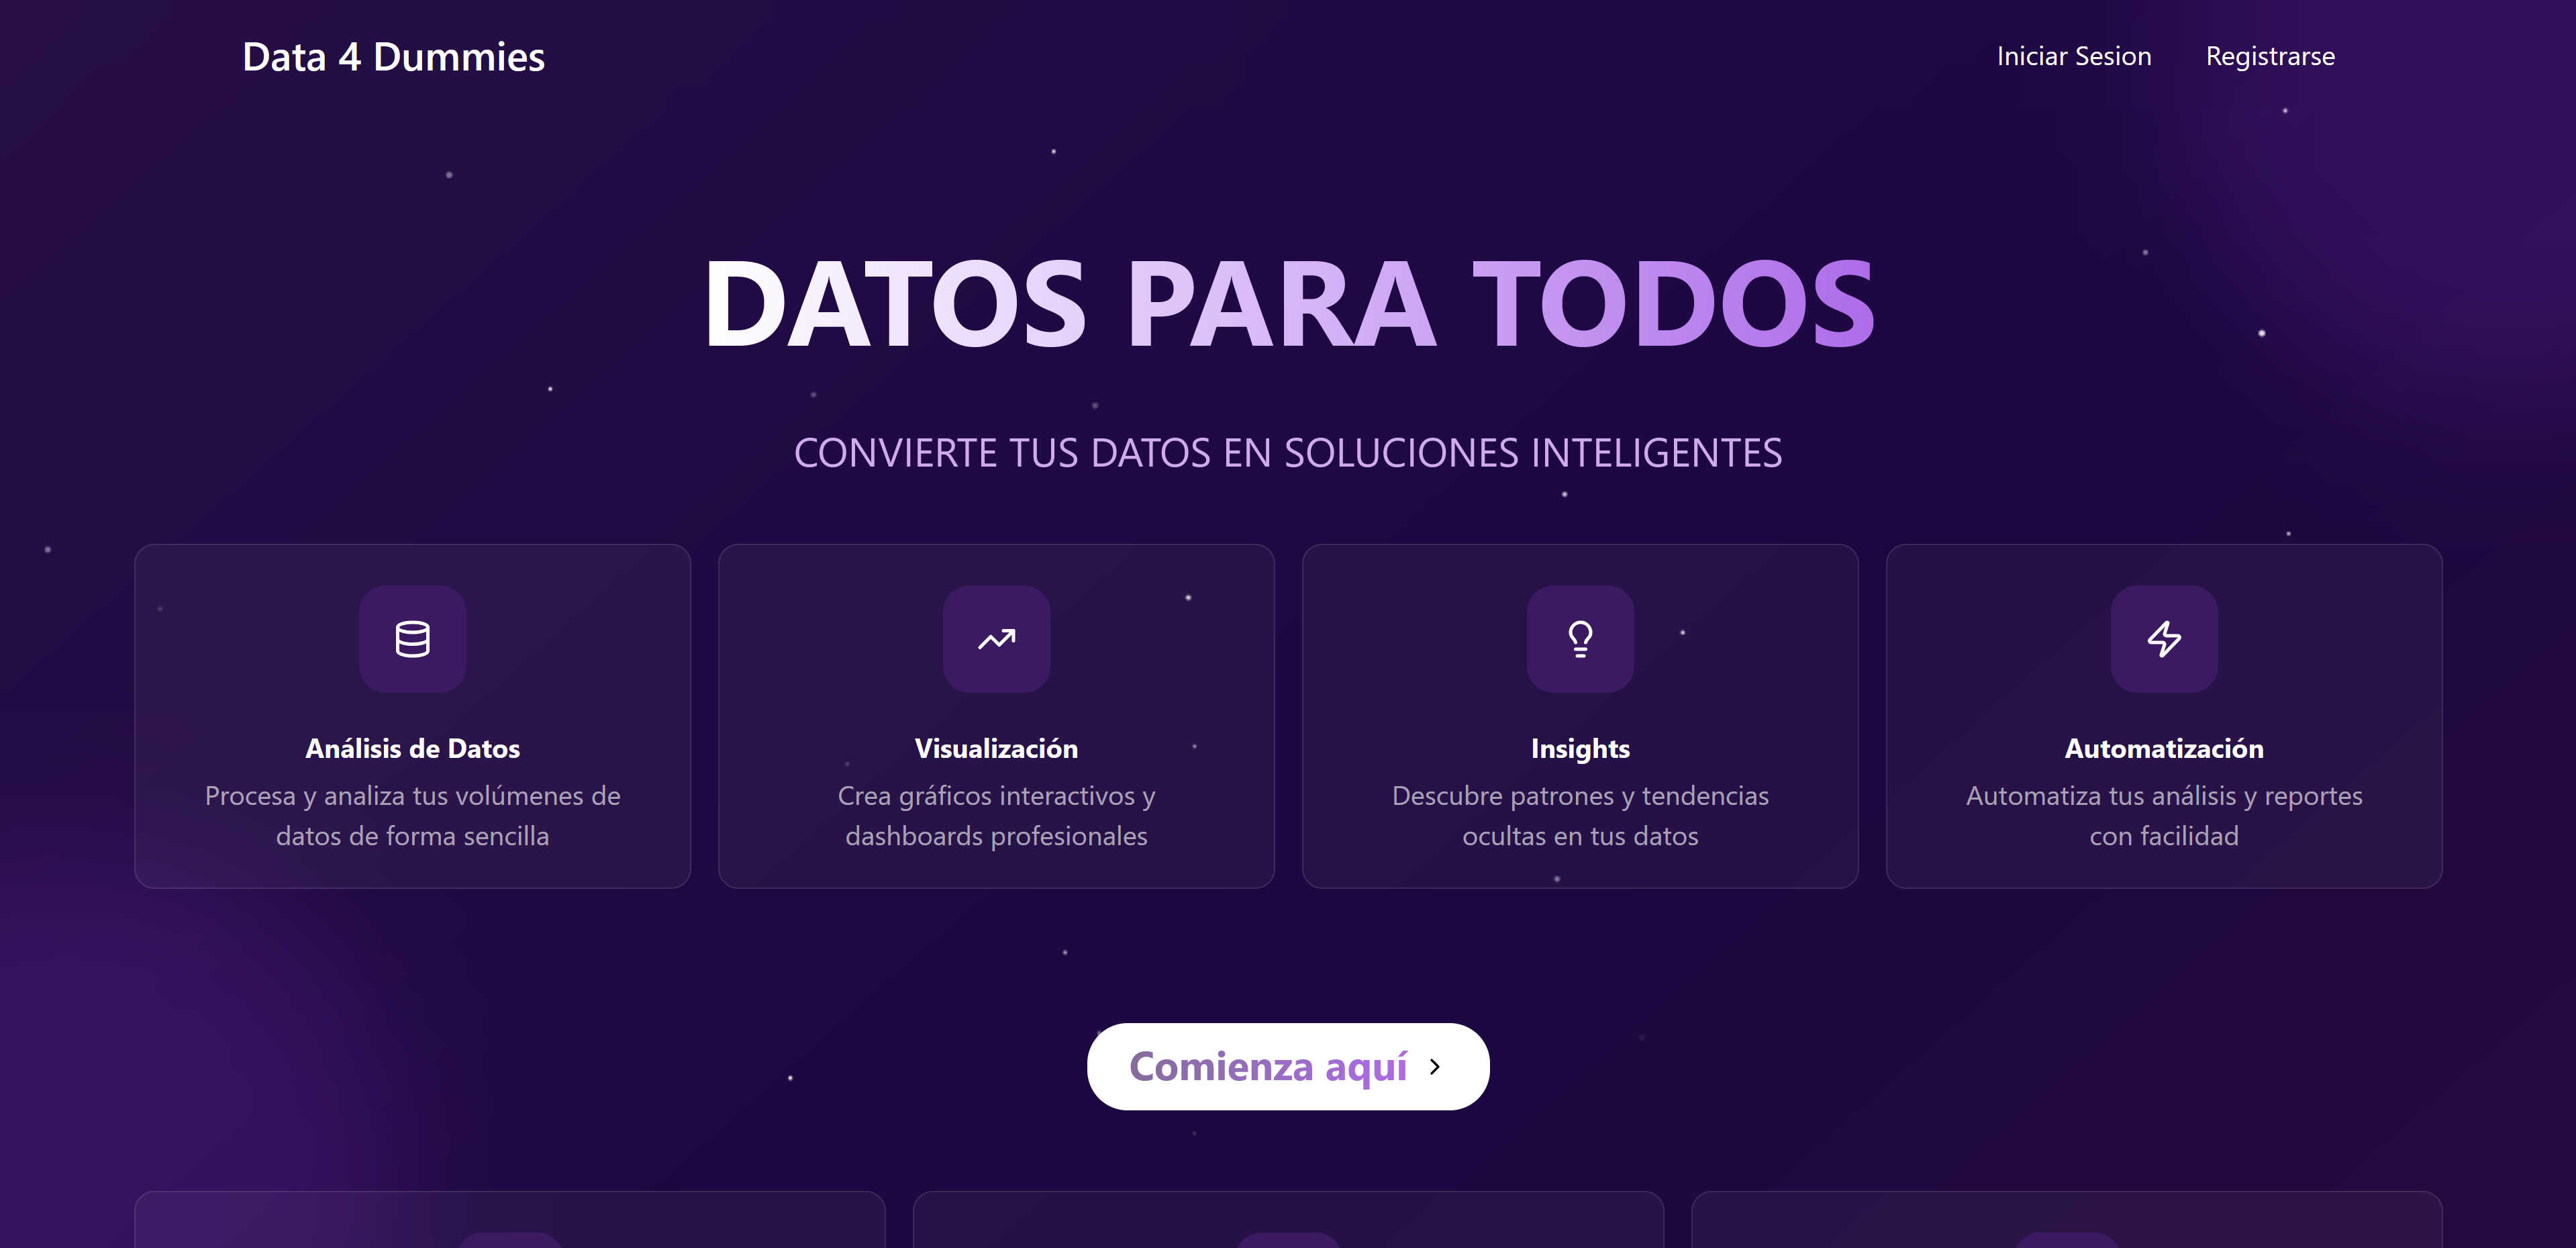 Data 4 Dummies
Iniciar Sesion
Registrarse
DATOS PARA TODOS
CONVIERTE TUS DATOS EN SOLUCIONES INTELIGENTES
Análisis de Datos
Procesa y analiza tus volúmenes de
datos de forma sencilla
Visualización
Crea gráficos interactivos y
dashboards profesionales
Insights
Descubre patrones y tendencias
ocultas en tus datos
Automatización
Automatiza tus análisis y reportes
con facilidad
Comienza aquí